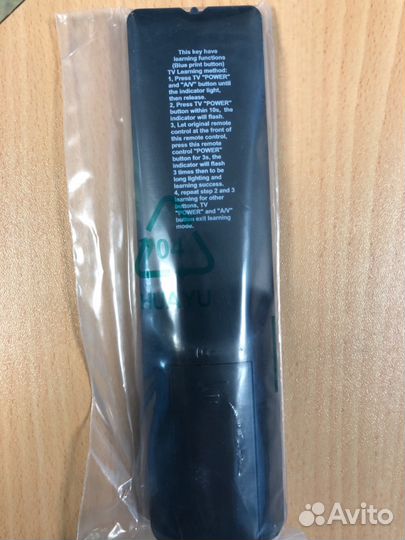 This key have
learning functions
(Blue print button)
TV Learning method:
1, Press TV "POWER"
and "A/V" button until
the indicator light,
then release.
2, Press TV "POWER"
button within 10s, the
indicator will flash.
3, Let original remote
control at the front of
this remote control,
press this remote
control "POWER"
button for 3s, the
indicator will flash
3 times then to be
long lighting and
learning success.
4, repeat step 2 and 3
learning for other
buttons, TV
"POWER" and "A/V"
button exit learning
mode.
HUAYU
Avito